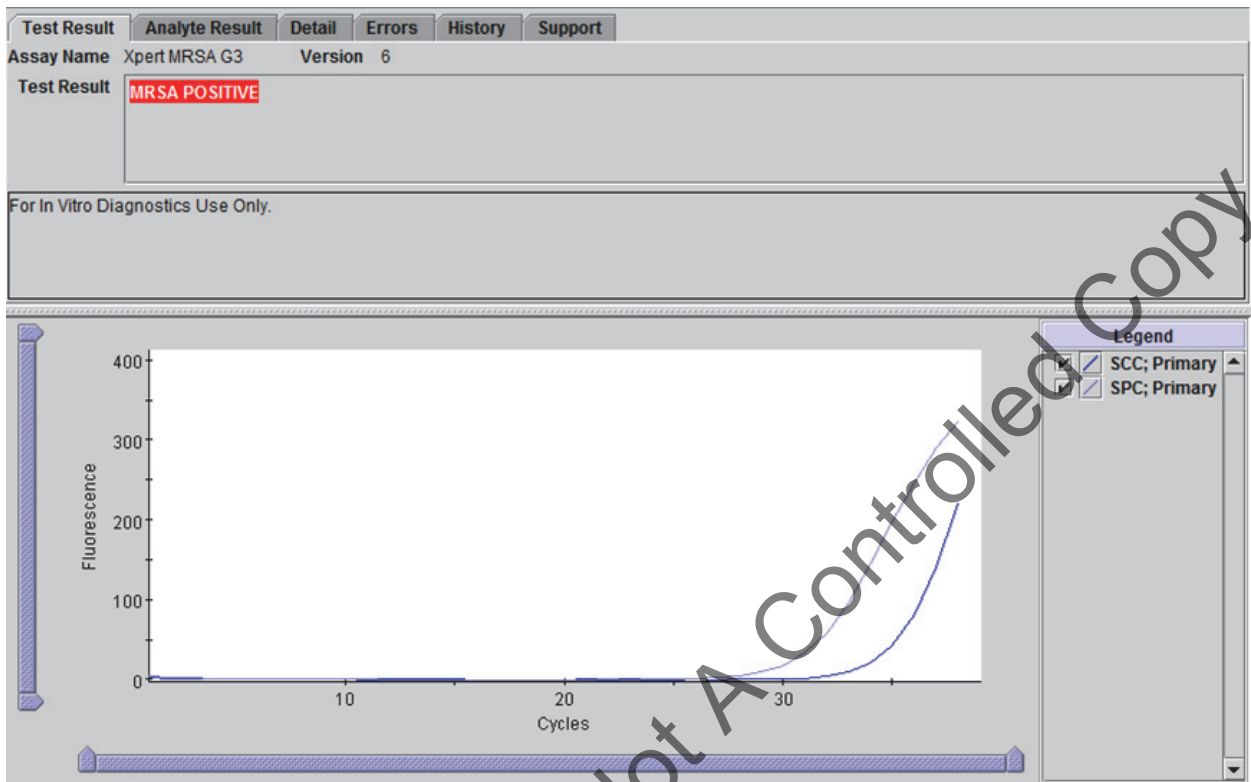 Test Result Analyte Result Detail Errors History Support
Assay Name Xpert MRSA G3 Version 6
Test Result MRSA POSITIVE
For In Vitro Diagnostics Use Only.
Legend
SCC; Primary
SPC; Primary
400
300
200
100
0
Fluorescence
10 20 30
Cycles
ot A Controlled Copy